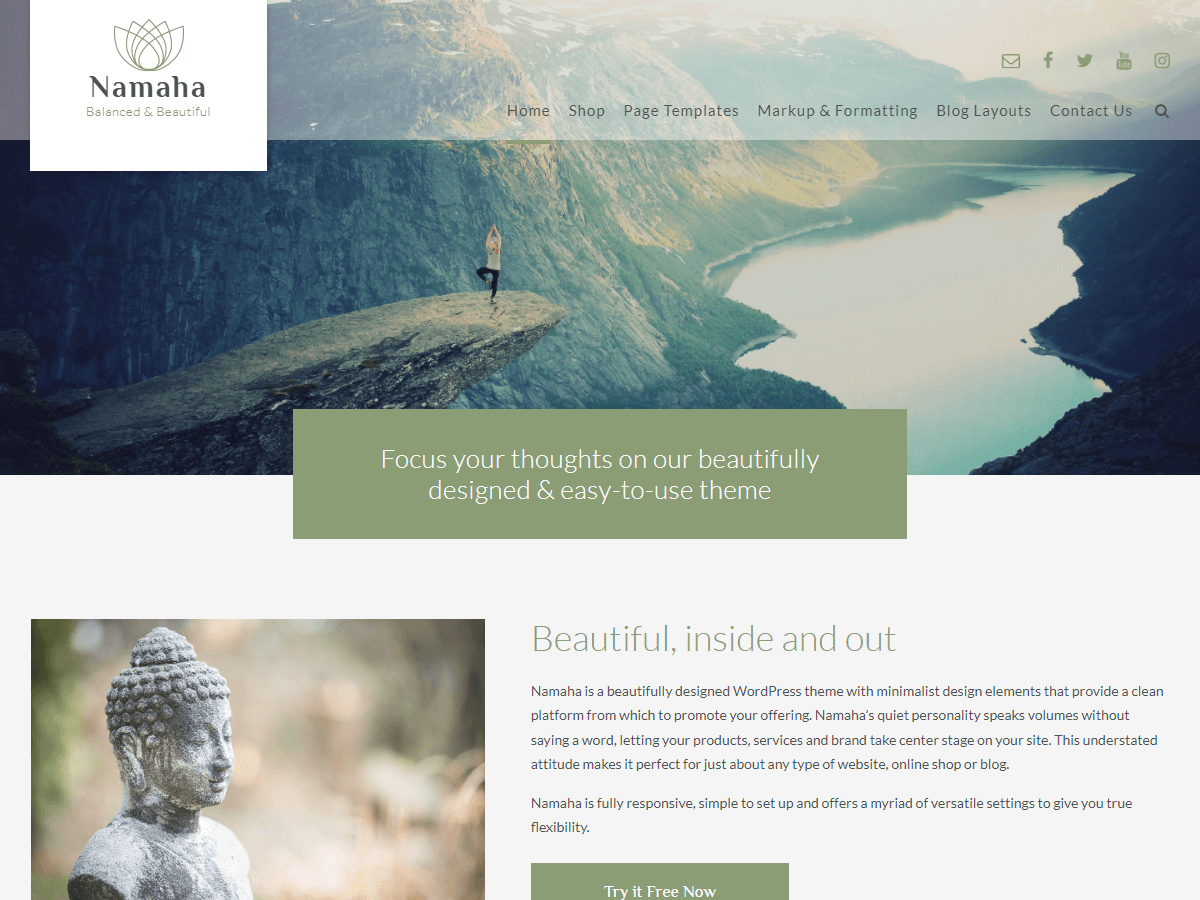 Namaha
Balanced & Beautiful
Home Shop Page Templates Markup & Formatting Blog Layouts Contact Us
Focus your thoughts on our beautifully
designed & easy-to-use theme
Beautiful, inside and out
Namaha is a beautifully designed WordPress theme with minimalist design elements that provide a clean
platform from which to promote your offering. Namaha’s quiet personality speaks volumes without
saying a word, letting your products, services and brand take center stage on your site. This understated
attitude makes it perfect for just about any type of website, online shop or blog.
Namaha is fully responsive, simple to set up and offers a myriad of versatile settings to give you true
flexibility.
Try it Free Now